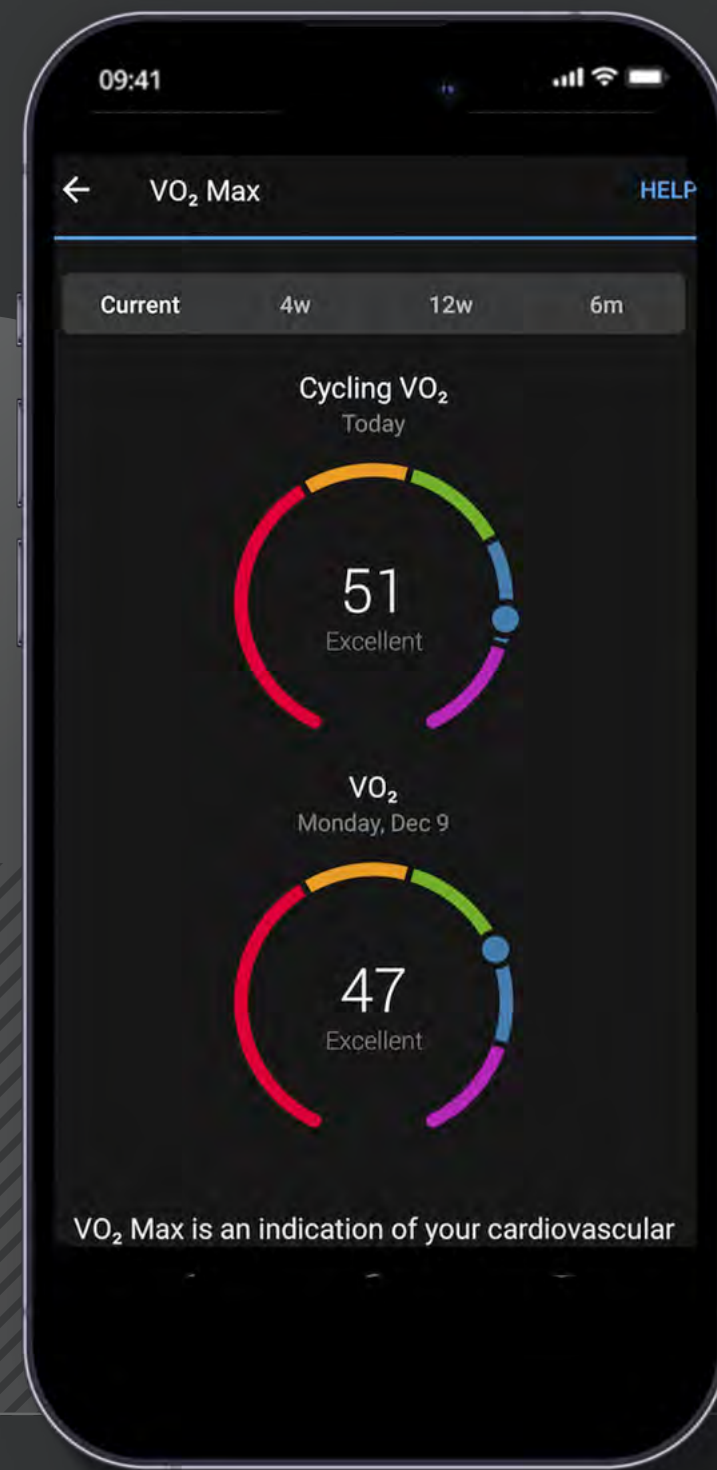 09:41
VO₂ Max HELP
Current 4w 12w 6m
Cycling VO₂
Today
51
Excellent
VO₂
Monday, Dec 9
47
Excellent
VO₂ Max is an indication of your cardiovascular